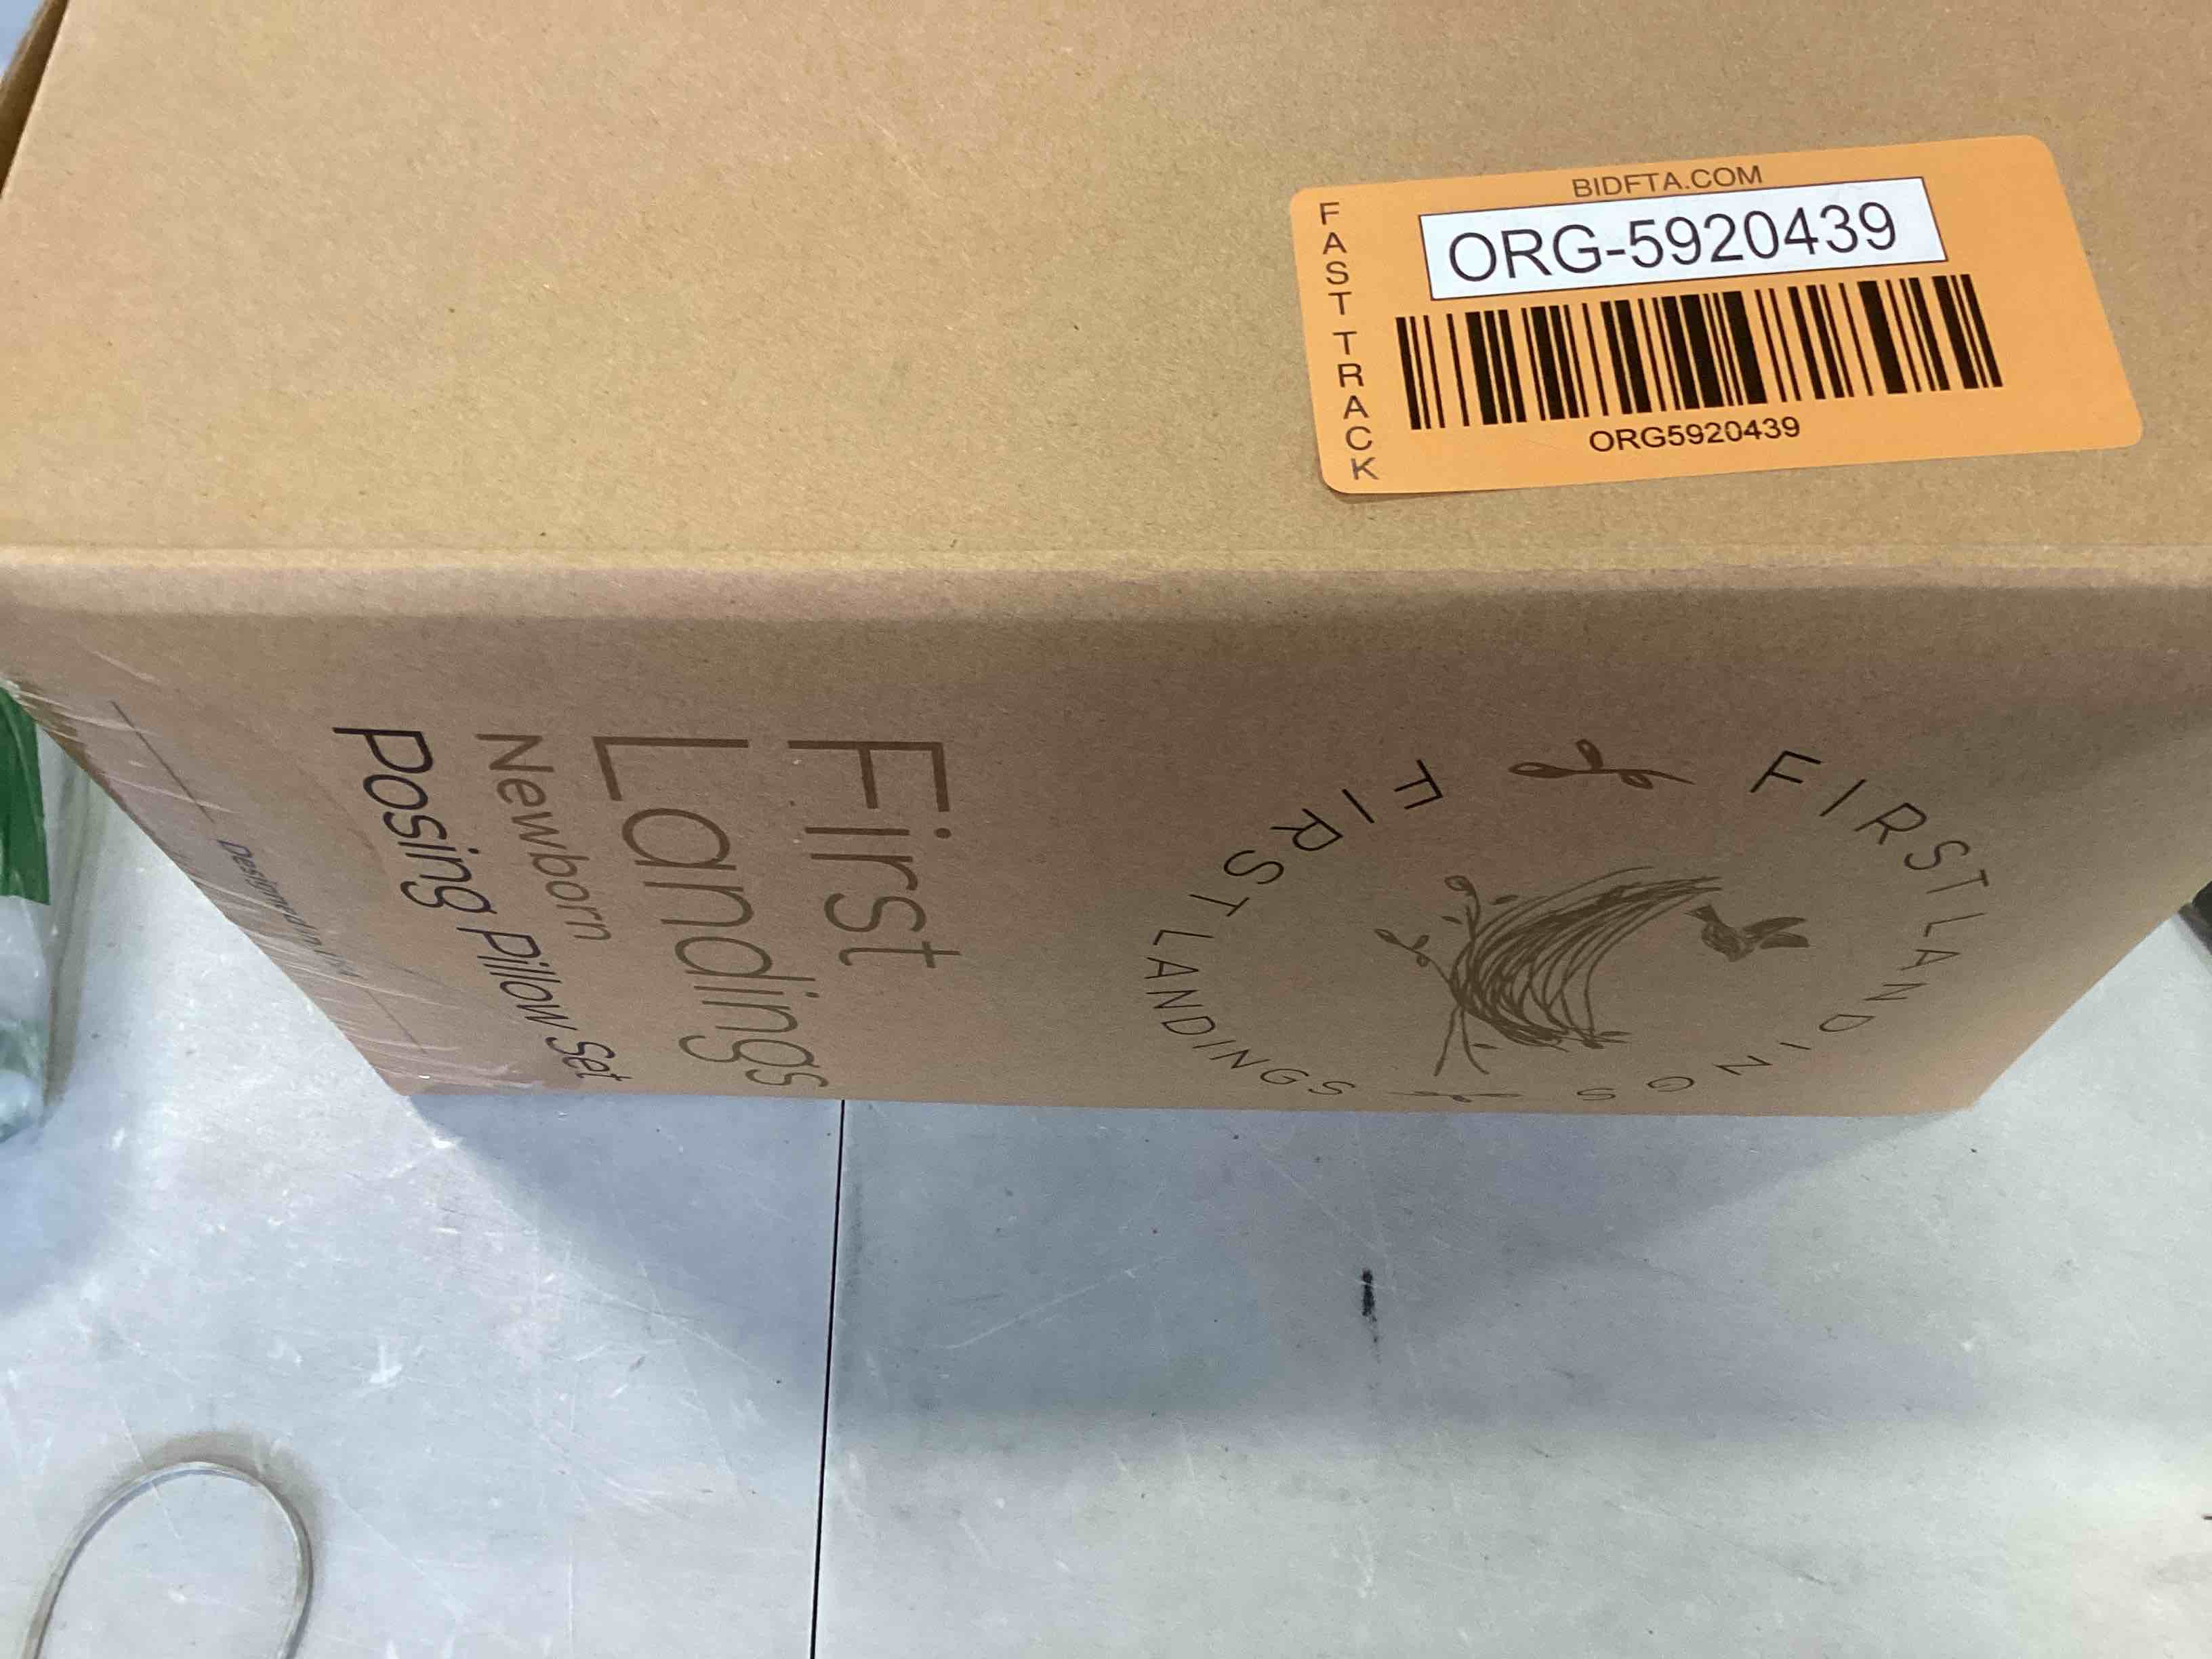 BIDFTA.COM
FAST TRACK
ORG-5920439
ORG5920439
First
Landings
Newborn
Posing Pillow Set
FIRST LANDINGS
FIRST LANDINGS